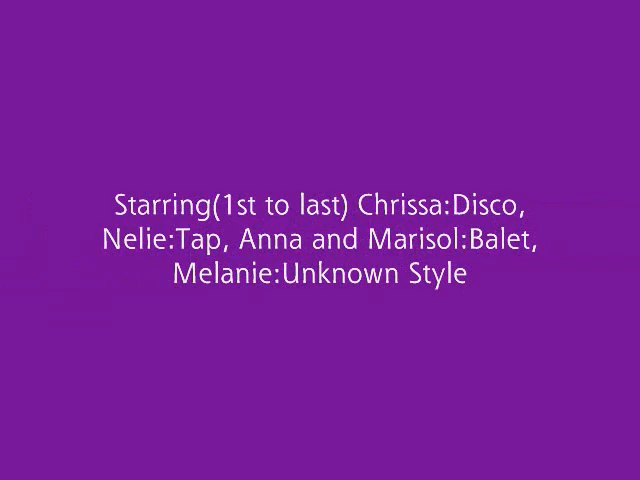 Starring(1st to last) Chrissa:Disco,
Nelie:Tap, Anna and Marisol:Balet,
Melanie:Unknown Style